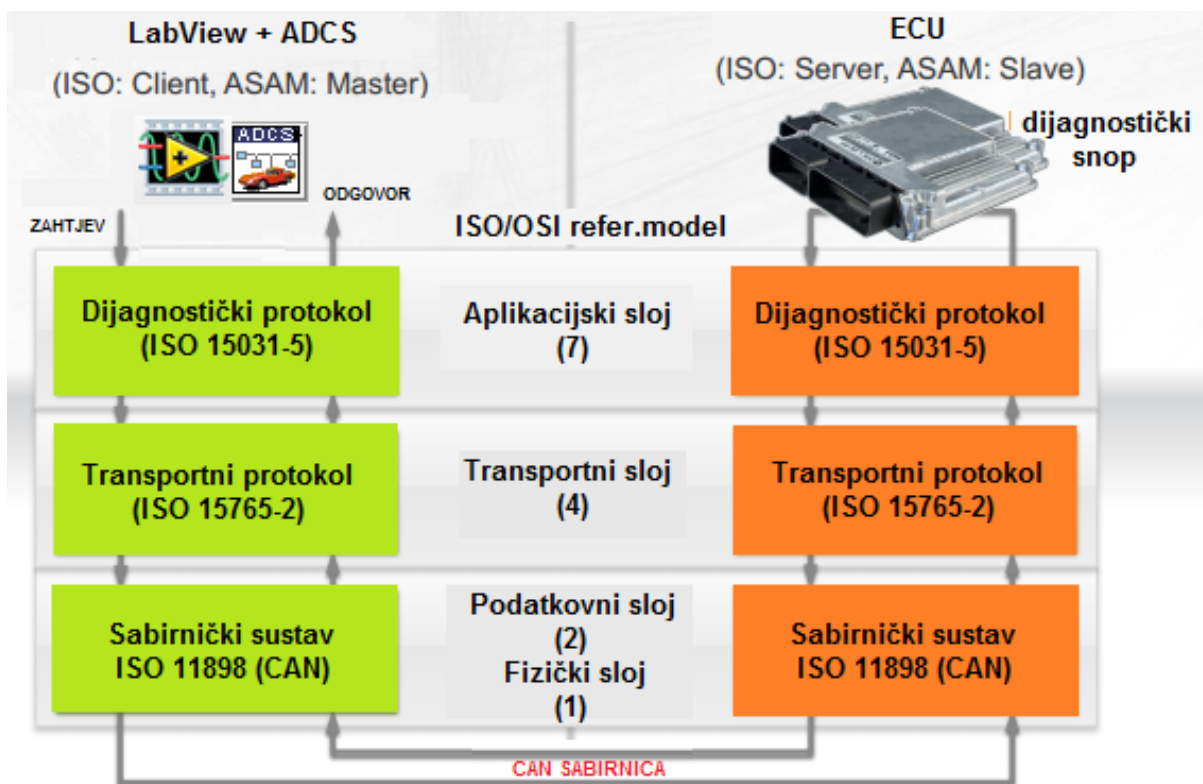 LabView + ADCS
(ISO: Client, ASAM: Master)
ECU
(ISO: Server, ASAM: Slave)
ADCS
dijagnostički
snop
ZAHTJEV
ODGOVOR
ISO/OSI refer.model
Dijagnostički protokol
(ISO 15031-5)
Aplikacijski sloj
(7)
Dijagnostički protokol
(ISO 15031-5)
Transportni protokol
(ISO 15765-2)
Transportni sloj
(4)
Transportni protokol
(ISO 15765-2)
Sabirnički sustav
ISO 11898 (CAN)
Podatkovni sloj
(2)
Fizički sloj
(1)
Sabirnički sustav
ISO 11898 (CAN)
CAN SABIRNICA